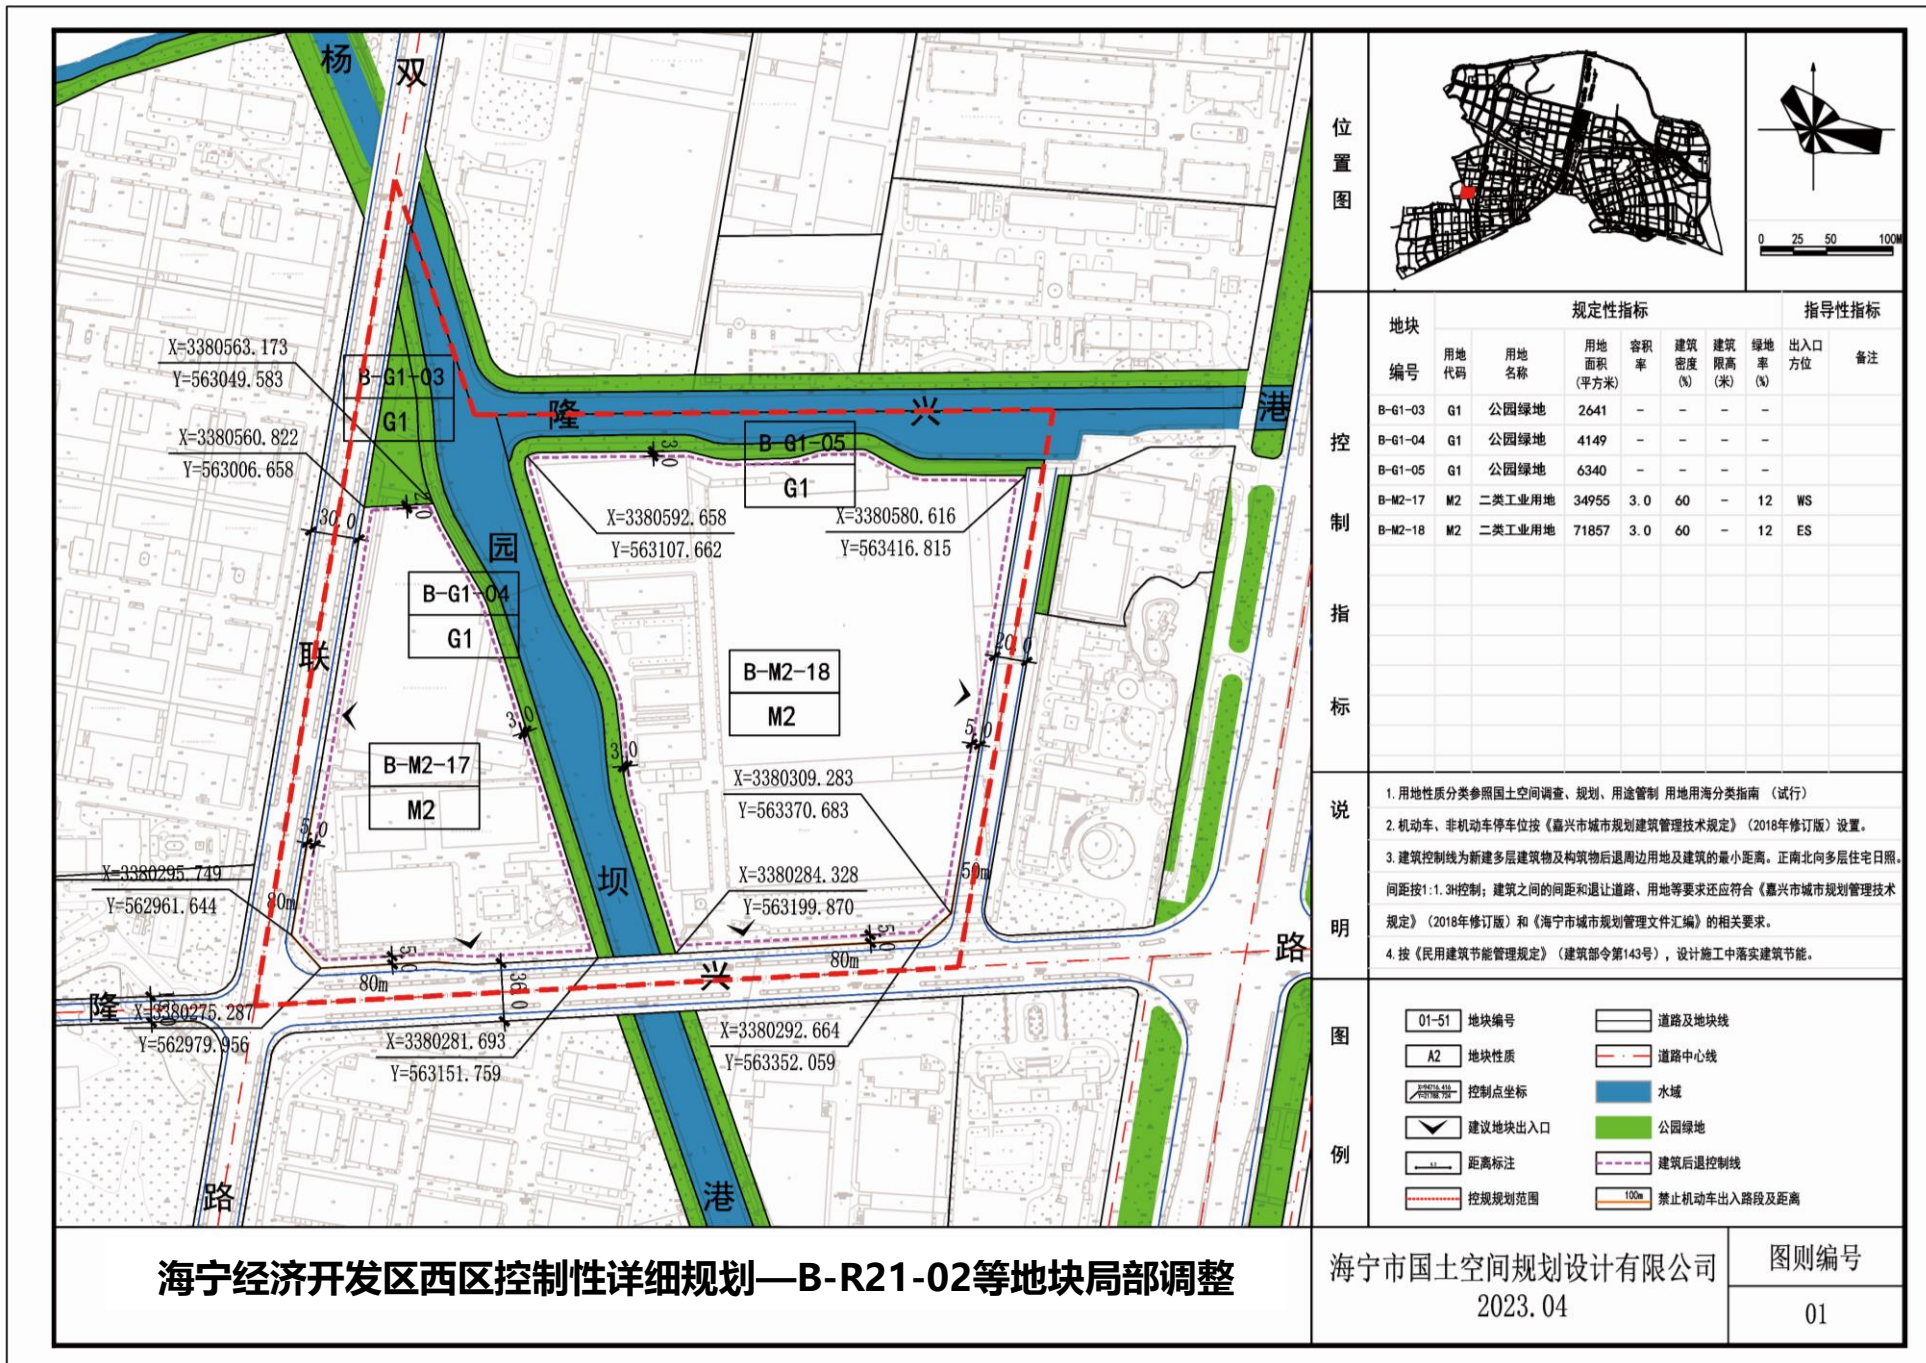 杨
双
隆
兴
港
园
联
坝
隆
兴
路
路
港
X=3380563.173
Y=563049.583
X=3380560.822
Y=563006.658
B-G1-03
G1
B-G1-05
G1
X=3380592.658
Y=563107.662
X=3380580.616
Y=563416.815
B-G1-04
G1
B-M2-18
M2
B-M2-17
M2
X=3380309.283
Y=563370.683
X=3380295.749
Y=562961.644
X=3380284.328
Y=563199.870
X=3380275.287
Y=562979.956
X=3380281.693
Y=563151.759
X=3380292.664
Y=563352.059
30.0
2.0
3.0
20.0
3.0
3.0
5.0
5.0
5.0
5.0
36.0
80m
80m
80m
50m
位置图
0 25 50 100M
控制指标
地块编号
规定性指标
指导性指标
用地代码 用地名称 用地面积(平方米) 容积率 建筑密度(%) 建筑限高(米) 绿地率(%) 出入口方位 备注
B-G1-03 G1 公园绿地 2641 - - - -
B-G1-04 G1 公园绿地 4149 - - - -
B-G1-05 G1 公园绿地 6340 - - - -
B-M2-17 M2 二类工业用地 34955 3.0 60 - 12 WS
B-M2-18 M2 二类工业用地 71857 3.0 60 - 12 ES
说明
1.用地性质分类参照国土空间调查、规划、用途管制 用地用海分类指南 （试行）
2.机动车、非机动车停车位按《嘉兴市城市规划建筑管理技术规定》（2018年修订版）设置。
3.建筑控制线为新建多层建筑物及构筑物后退周边用地及建筑的最小距离。正南北向多层住宅日照。
间距按1:1.3H控制；建筑之间的间距和退让道路、用地等要求还应符合《嘉兴市城市规划管理技术
规定》（2018年修订版）和《海宁市城市规划管理文件汇编》的相关要求。
4.按《民用建筑节能管理规定》（建筑部令第143号），设计施工中落实建筑节能。
图例
01-51 地块编号
道路及地块线
A2 地块性质
道路中心线
控制点坐标
水域
建议地块出入口
公园绿地
距离标注
建筑后退控制线
控规规划范围
100m 禁止机动车出入路段及距离
海宁经济开发区西区控制性详细规划—B-R21-02等地块局部调整
海宁市国土空间规划设计有限公司
2023.04
图则编号
01